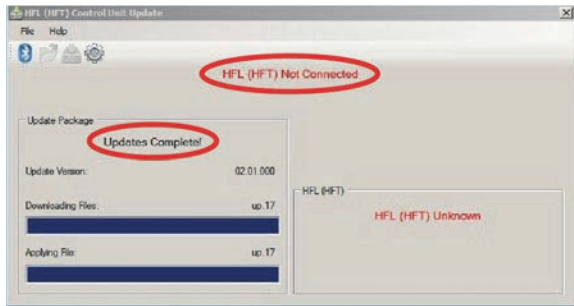 HFL (HFT) Control Unit Update
File Help
HFL (HFT) Not Connected
Update Package
Updates Complete!
Update Version: 02.01.000
Downloading Files: up.17
Applying File: up.17
HFL (HFT)
HFL (HFT) Unknown